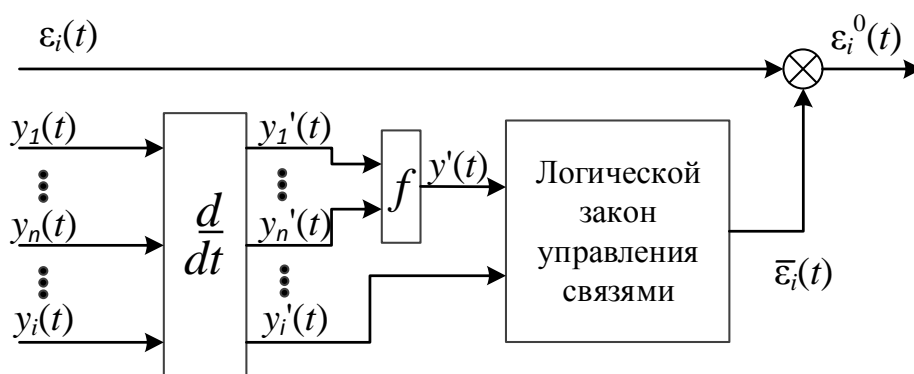 εᵢ(t)
εᵢ⁰(t)
y₁(t)
y₁'(t)
yₙ(t)
yₙ'(t)
yᵢ(t)
yᵢ'(t)
d
dt
f
y'(t)
Логической
закон
управления
связями
ε̅ᵢ(t)